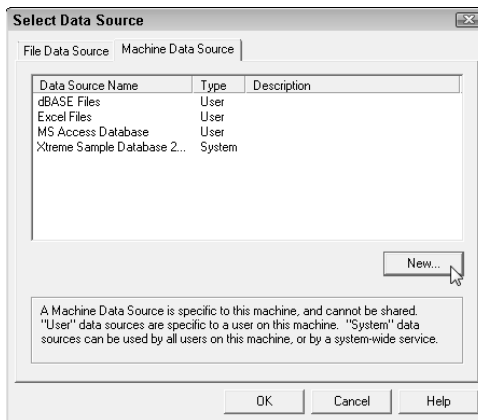 Select Data Source
File Data Source Machine Data Source
Data Source Name Type Description
dBASE Files User
Excel Files User
MS Access Database User
Xtreme Sample Database 2... System
New...
A Machine Data Source is specific to this machine, and cannot be shared.
"User" data sources are specific to a user on this machine. "System" data
sources can be used by all users on this machine, or by a system-wide service.
OK Cancel Help